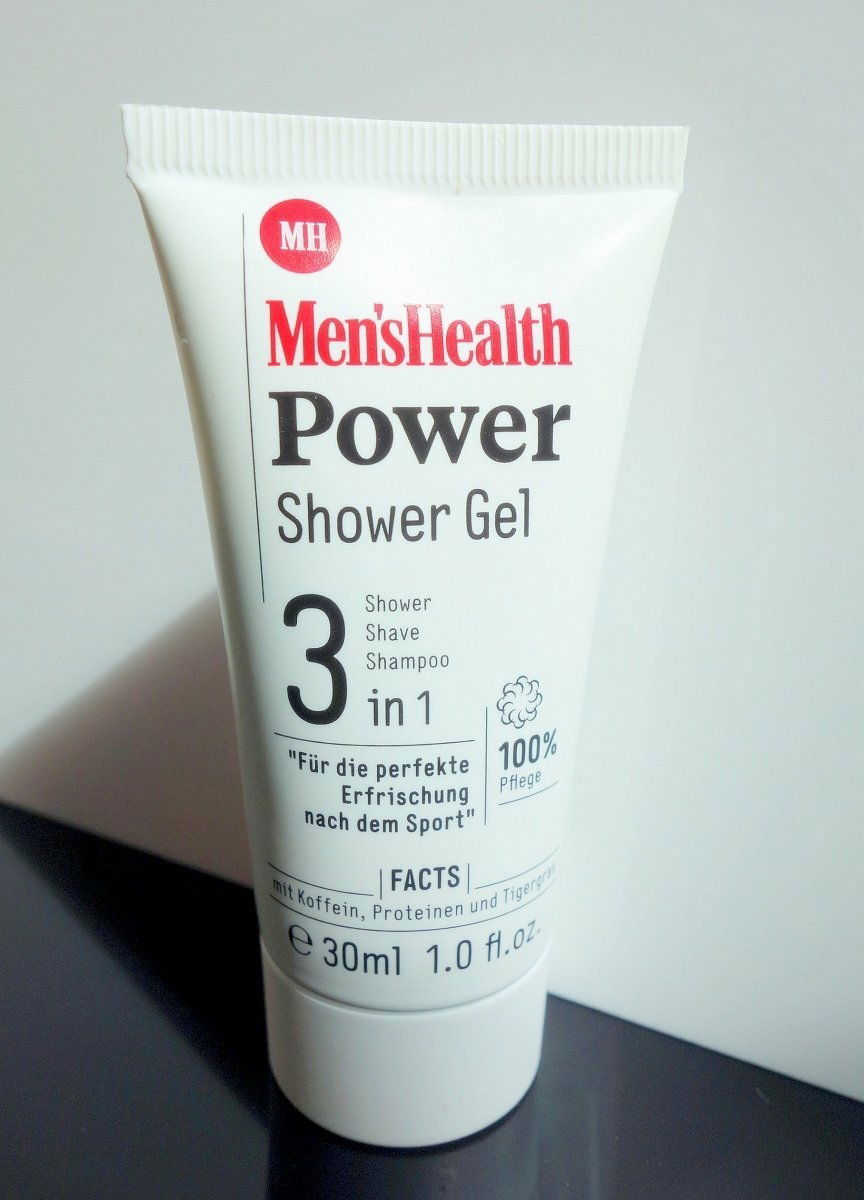 MH
Men'sHealth
Power
Shower Gel
3 in 1
Shower
Shave
Shampoo
"Für die perfekte
Erfrischung
nach dem Sport"
100%
Pflege
FACTS
mit Koffein, Proteinen und Tigergras
℮ 30ml 1.0 fl.oz.